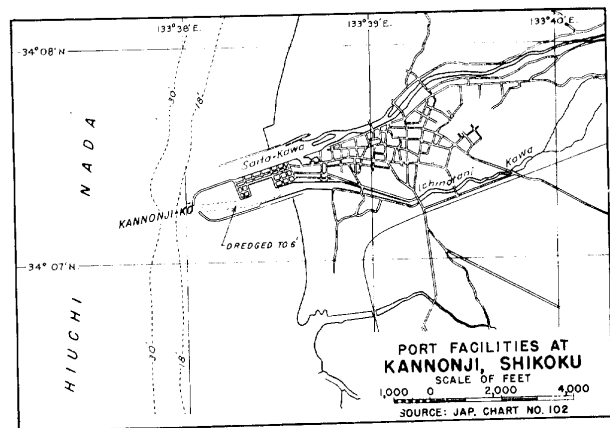 133°38'E.
133°39'E.
133°40'E.
34°08'N
30'
18'
NADA
Saita-Kawa
Ichinotani Kawa
KANNONJI-KO
DREDGED TO 6'
34°07'N
HIUCHI
30'
18'
PORT FACILITIES AT
KANNONJI, SHIKOKU
SCALE OF FEET
1,000 0 2,000 4,000
SOURCE: JAP. CHART NO. 102